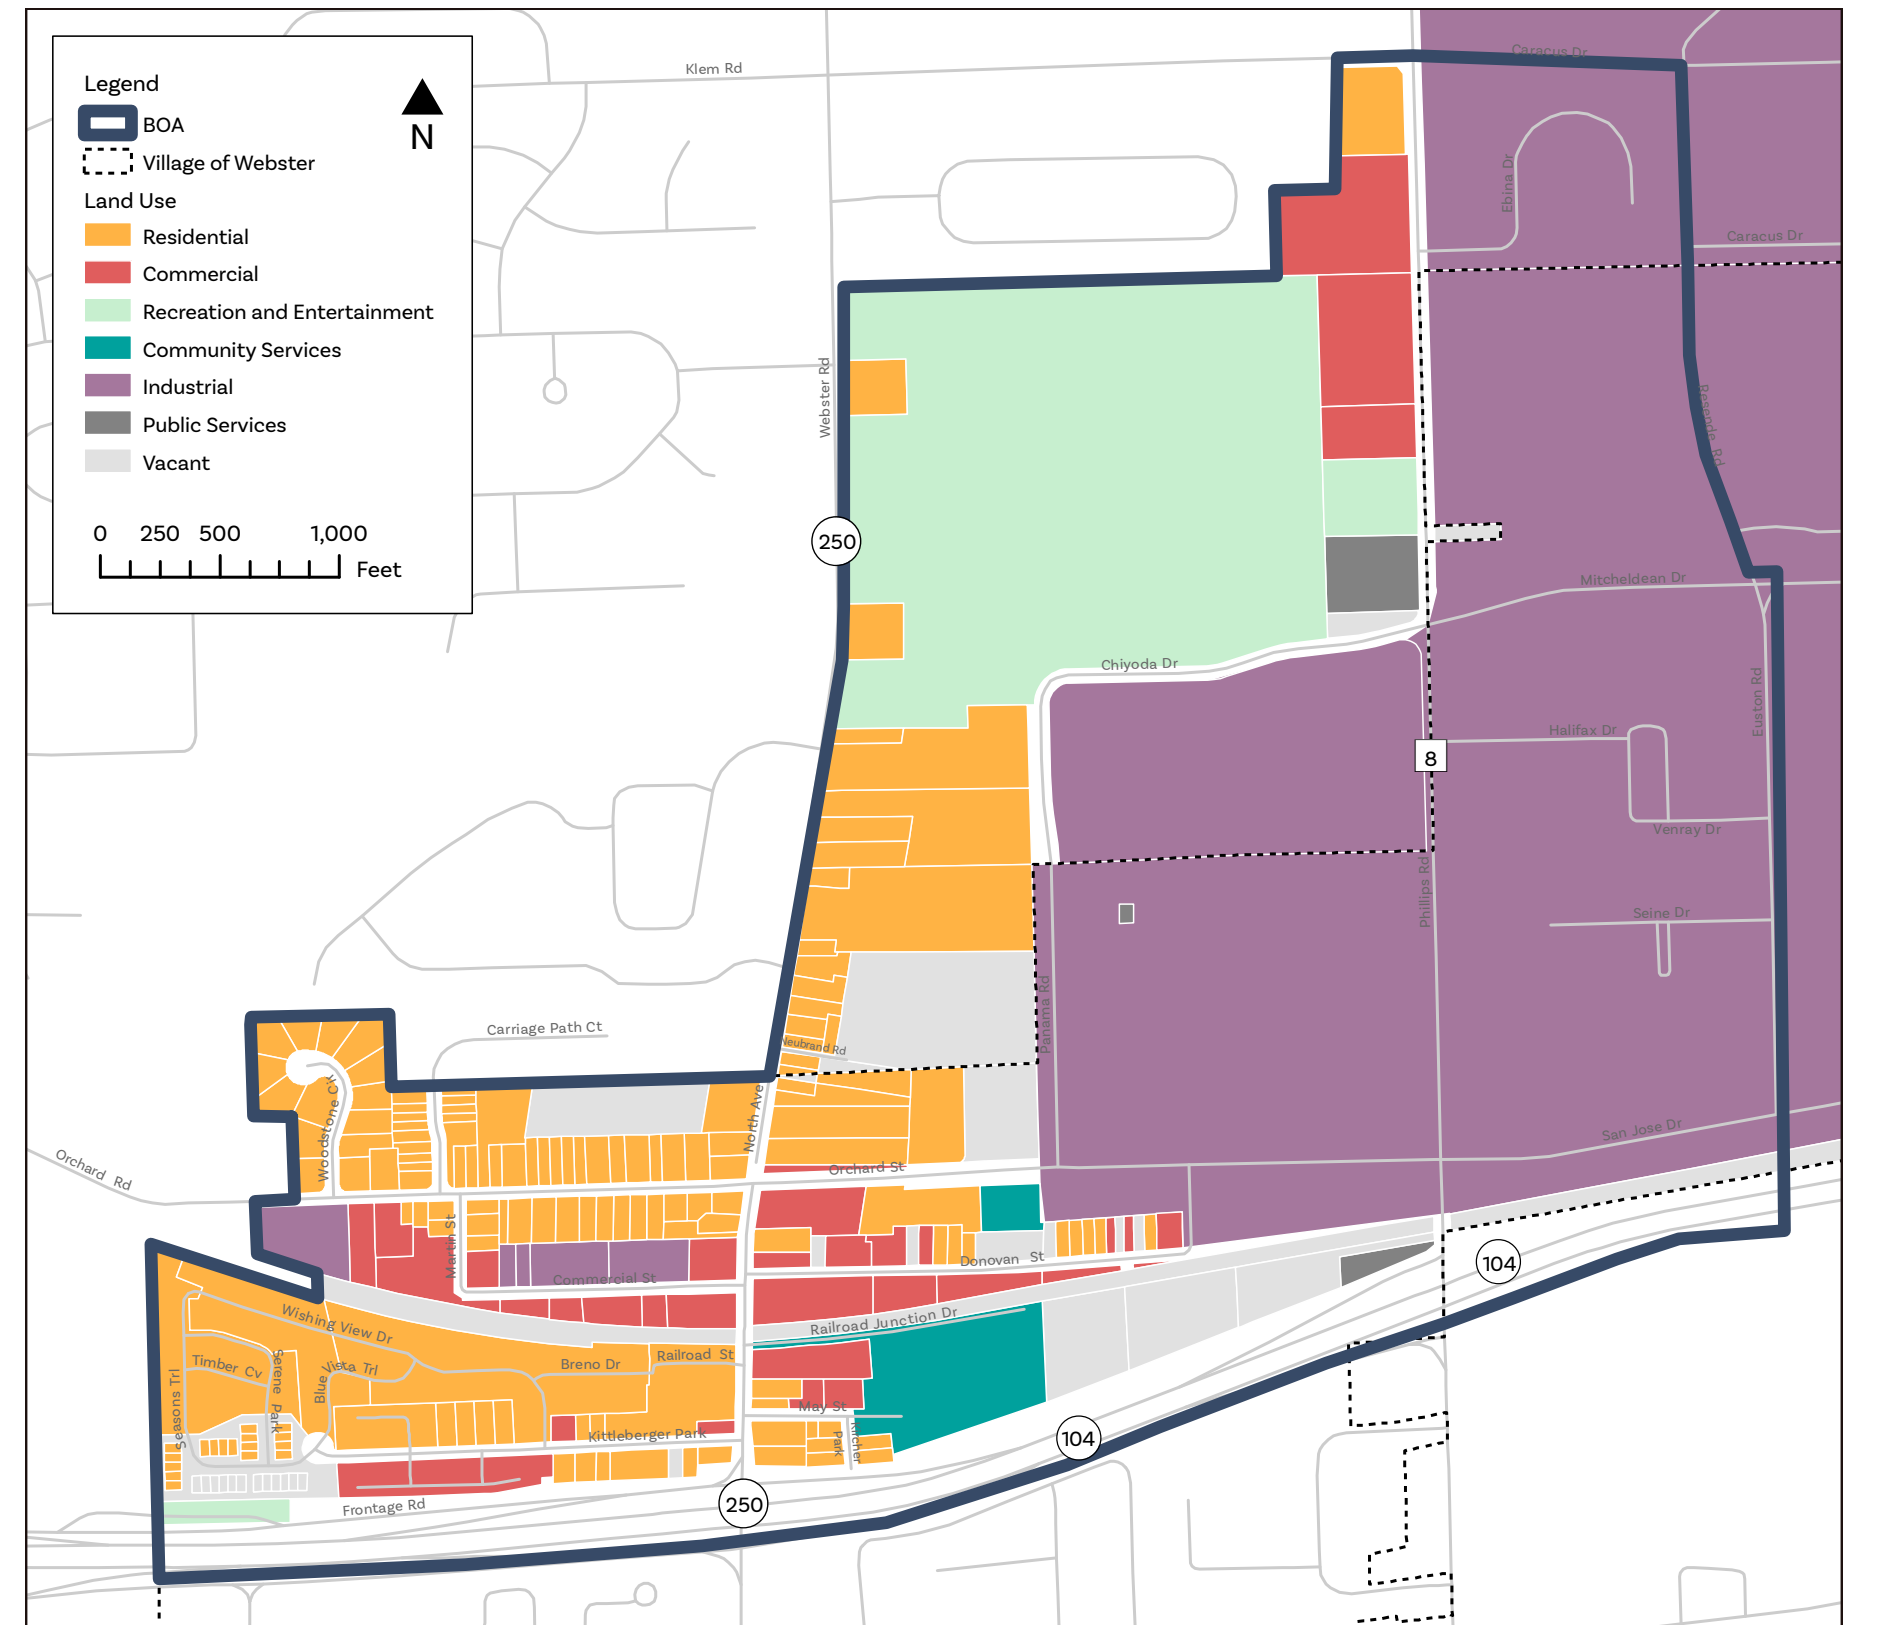 Legend
BOA
Village of Webster
Land Use
Residential
Commercial
Recreation and Entertainment
Community Services
Industrial
Public Services
Vacant
N
0 250 500 1,000
Feet
Klem Rd
Caracus Dr
Ebina Dr
Caracus Dr
Webster Rd
Resende Rd
250
Mitcheldean Dr
Chiyoda Dr
Euston Rd
Halifax Dr
8
Venray Dr
Phillips Rd
Seine Dr
Panama Rd
Carriage Path Ct
Neubrand Rd
Woodstone Cir
North Ave
San Jose Dr
Orchard Rd
Orchard St
Martin St
Donovan St
104
Commercial St
Wishing View Dr
Railroad Junction Dr
Timber Cv
Serene Park
Blue Vista Trl
Breno Dr
Railroad St
Seasons Trl
May St
Kittleberger Park
Kircher Park
104
Frontage Rd
250